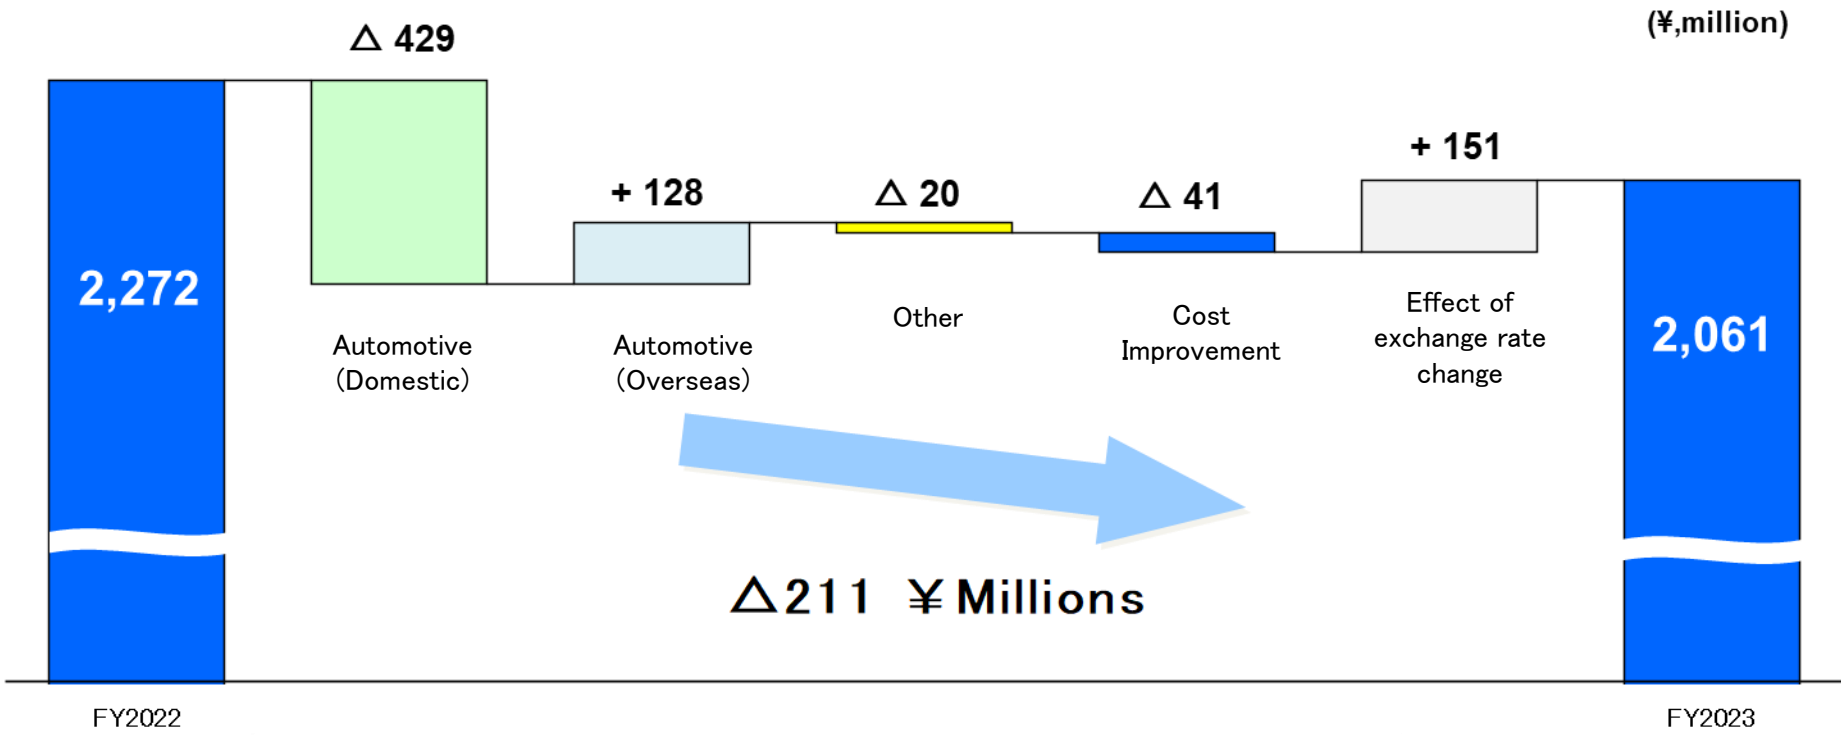 (¥,million)
△ 429
+ 128
△ 20
△ 41
+ 151
2,272
2,061
Automotive
(Domestic)
Automotive
(Overseas)
Other
Cost
Improvement
Effect of
exchange rate
change
△211 ¥Millions
FY2022
FY2023